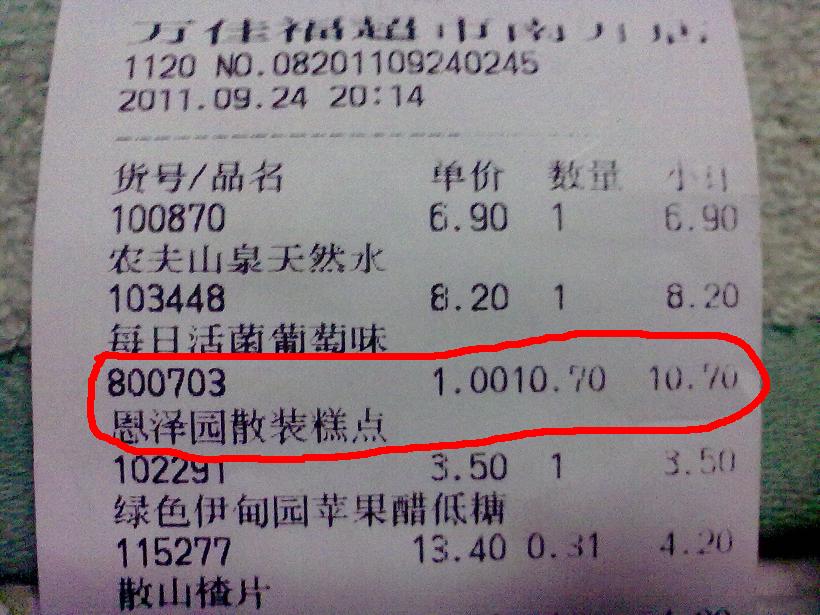 万佳福超市南方店
1120 NO.08201109240245
2011.09.24 20:14
货号/品名 单价 数量 小计
100870 6.90 1 6.90
农夫山泉天然水
103448 8.20 1 8.20
每日活菌葡萄味
800703 1.0010.70 10.70
恩泽园散装糕点
102291 3.50 1 3.50
绿色伊甸园苹果醋低糖
115277 13.40 0.31 4.20
散山楂片